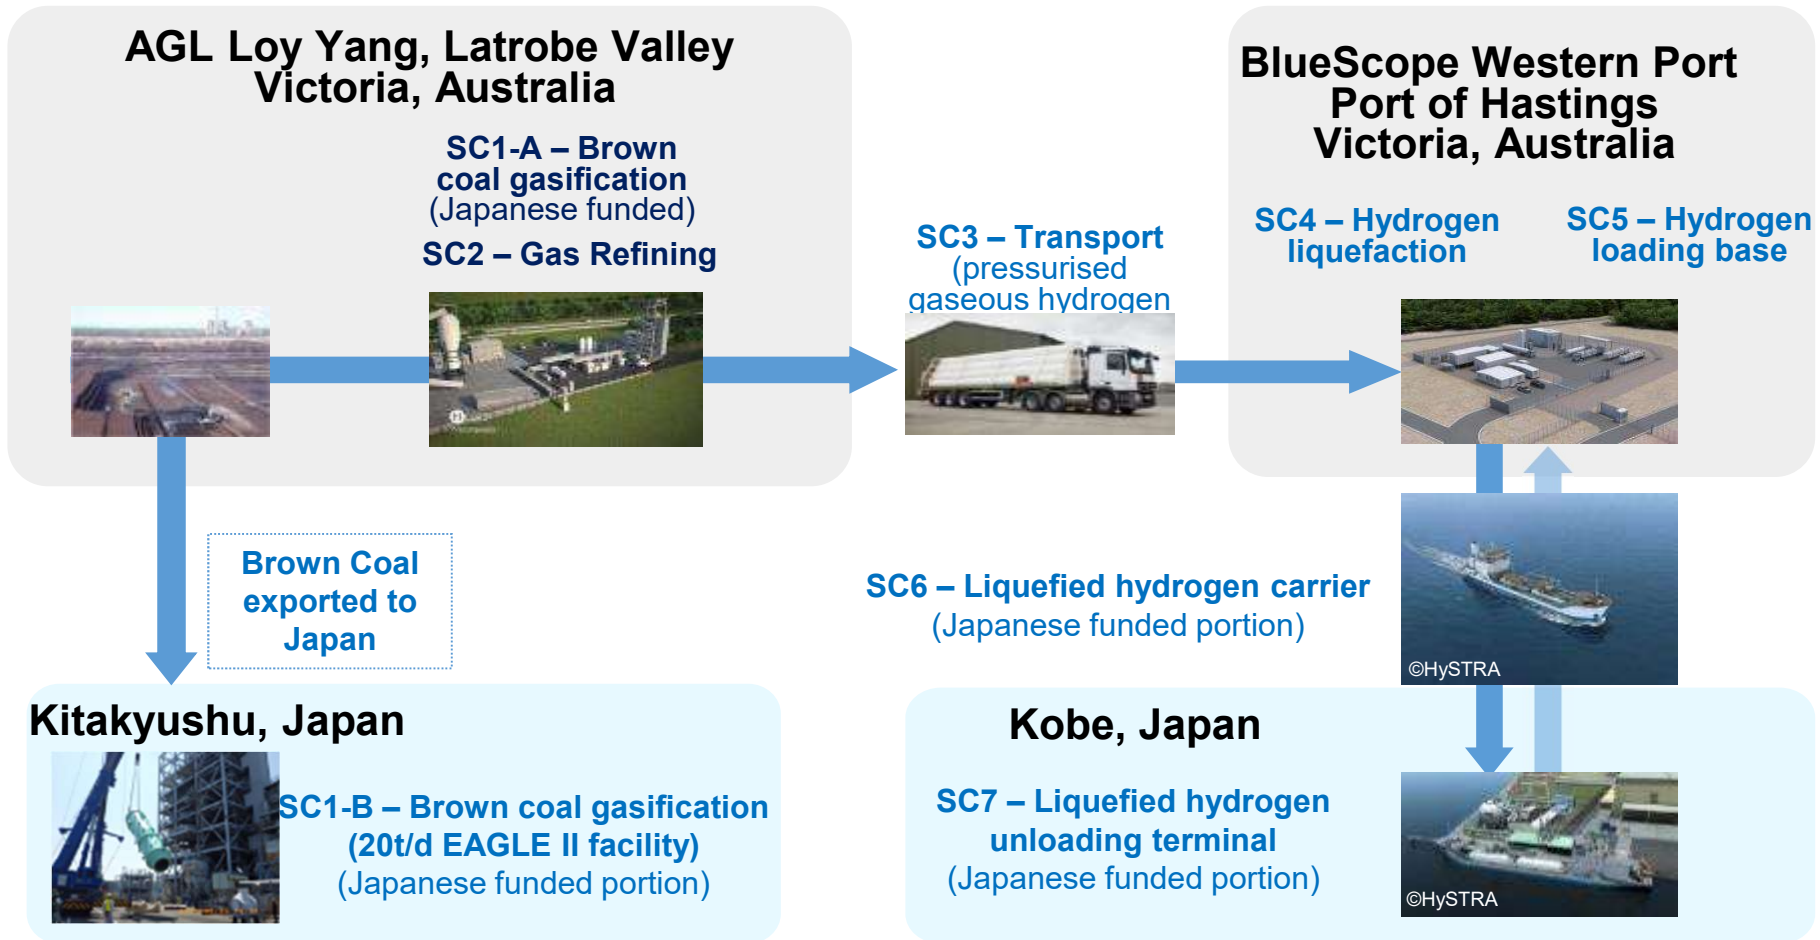 AGL Loy Yang, Latrobe Valley
Victoria, Australia
SC1-A – Brown
coal gasification
(Japanese funded)
SC2 – Gas Refining
SC3 – Transport
(pressurised
gaseous hydrogen
BlueScope Western Port
Port of Hastings
Victoria, Australia
SC4 – Hydrogen
liquefaction
SC5 – Hydrogen
loading base
Brown Coal
exported to
Japan
SC6 – Liquefied hydrogen carrier
(Japanese funded portion)
©HySTRA
Kitakyushu, Japan
SC1-B – Brown coal gasification
(20t/d EAGLE II facility)
(Japanese funded portion)
Kobe, Japan
SC7 – Liquefied hydrogen
unloading terminal
(Japanese funded portion)
©HySTRA